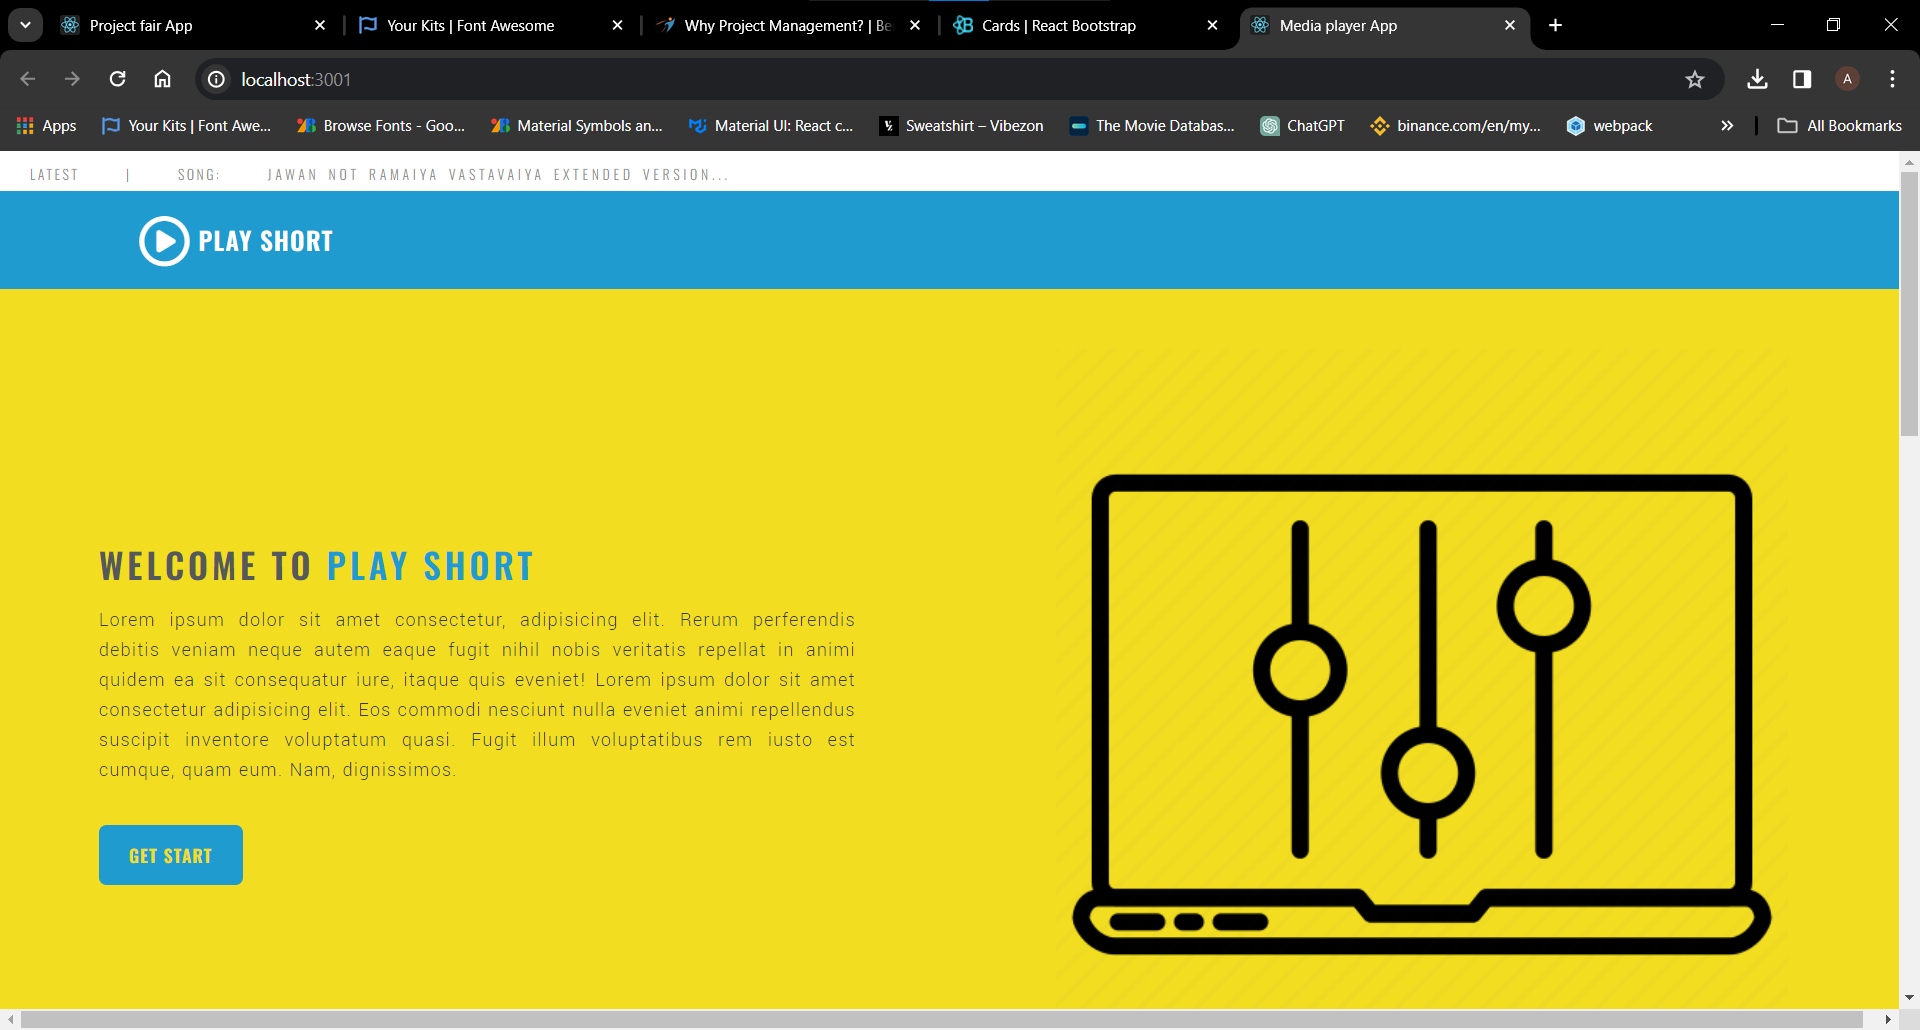 Project fair App
Your Kits | Font Awesome
Why Project Management? | Be
Cards | React Bootstrap
Media player App
localhost:3001
A
Apps
Your Kits | Font Awe...
Browse Fonts - Goo...
Material Symbols an...
Material UI: React c...
Sweatshirt – Vibezon
The Movie Databas...
ChatGPT
binance.com/en/my...
webpack
All Bookmarks
LATEST | SONG: JAWAN NOT RAMAIYA VASTAVAIYA EXTENDED VERSION...
PLAY SHORT
WELCOME TO PLAY SHORT
Lorem ipsum dolor sit amet consectetur, adipisicing elit. Rerum perferendis
debitis veniam neque autem eaque fugit nihil nobis veritatis repellat in animi
quidem ea sit consequatur iure, itaque quis eveniet! Lorem ipsum dolor sit amet
consectetur adipisicing elit. Eos commodi nesciunt nulla eveniet animi repellendus
suscipit inventore voluptatum quasi. Fugit illum voluptatibus rem iusto est
cumque, quam eum. Nam, dignissimos.
GET START